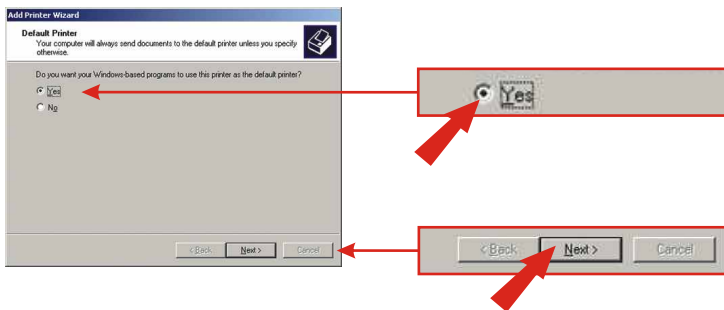 Add Printer Wizard
Default Printer
Your computer will always send documents to the default printer unless you specify
otherwise.
Do you want your Windows-based programs to use this printer as the default printer?
Yes
No
< Back
Next >
Cancel
Yes
< Back
Next >
Cancel